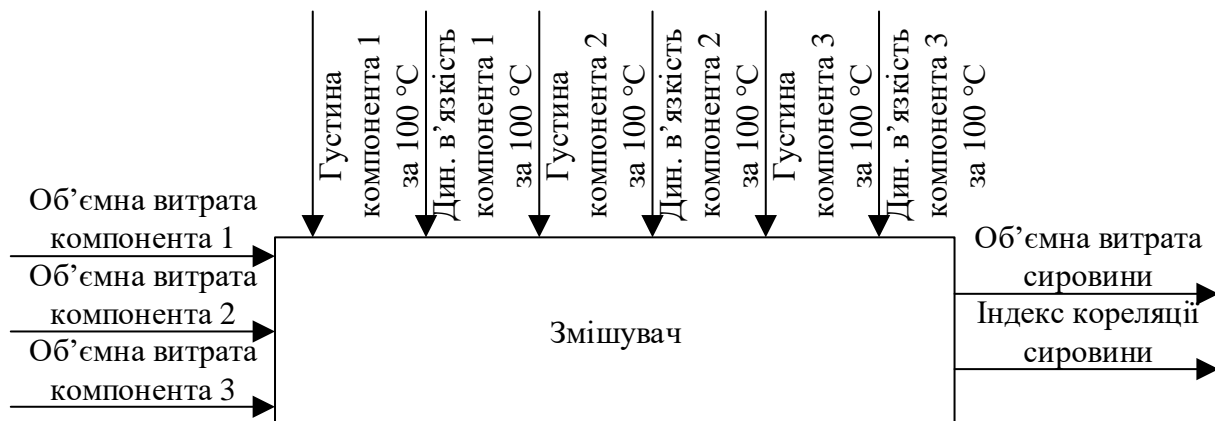 Густина
компонента 1
за 100 °C
Дин. в’язкість
компонента 1
за 100 °C
Густина
компонента 2
за 100 °C
Дин. в’язкість
компонента 2
за 100 °C
Густина
компонента 3
за 100 °C
Дин. в’язкість
компонента 3
за 100 °C
Об’ємна витрата
компонента 1
Об’ємна витрата
компонента 2
Об’ємна витрата
компонента 3
Змішувач
Об’ємна витрата
сировини
Індекс кореляції
сировини